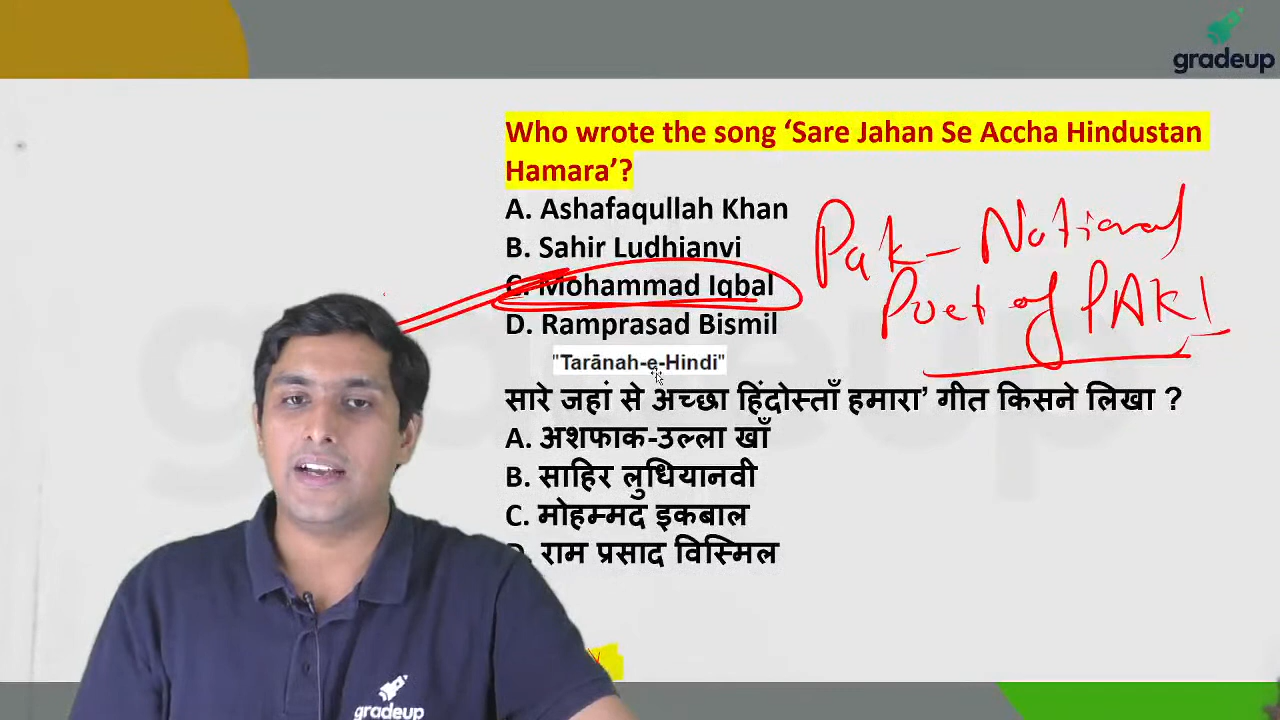 gradeup
Who wrote the song ‘Sare Jahan Se Accha Hindustan
Hamara’?
A. Ashafaqullah Khan
B. Sahir Ludhianvi
C. Mohammad Iqbal
D. Ramprasad Bismil
Pak - National
Poet of PAK
"Tarānah-e-Hindi"
सारे जहां से अच्छा हिंदोस्ताँ हमारा’ गीत किसने लिखा ?
A. अशफाक-उल्ला खाँ
B. साहिर लुधियानवी
C. मोहम्मद इकबाल
D. राम प्रसाद विस्मिल
gradeup